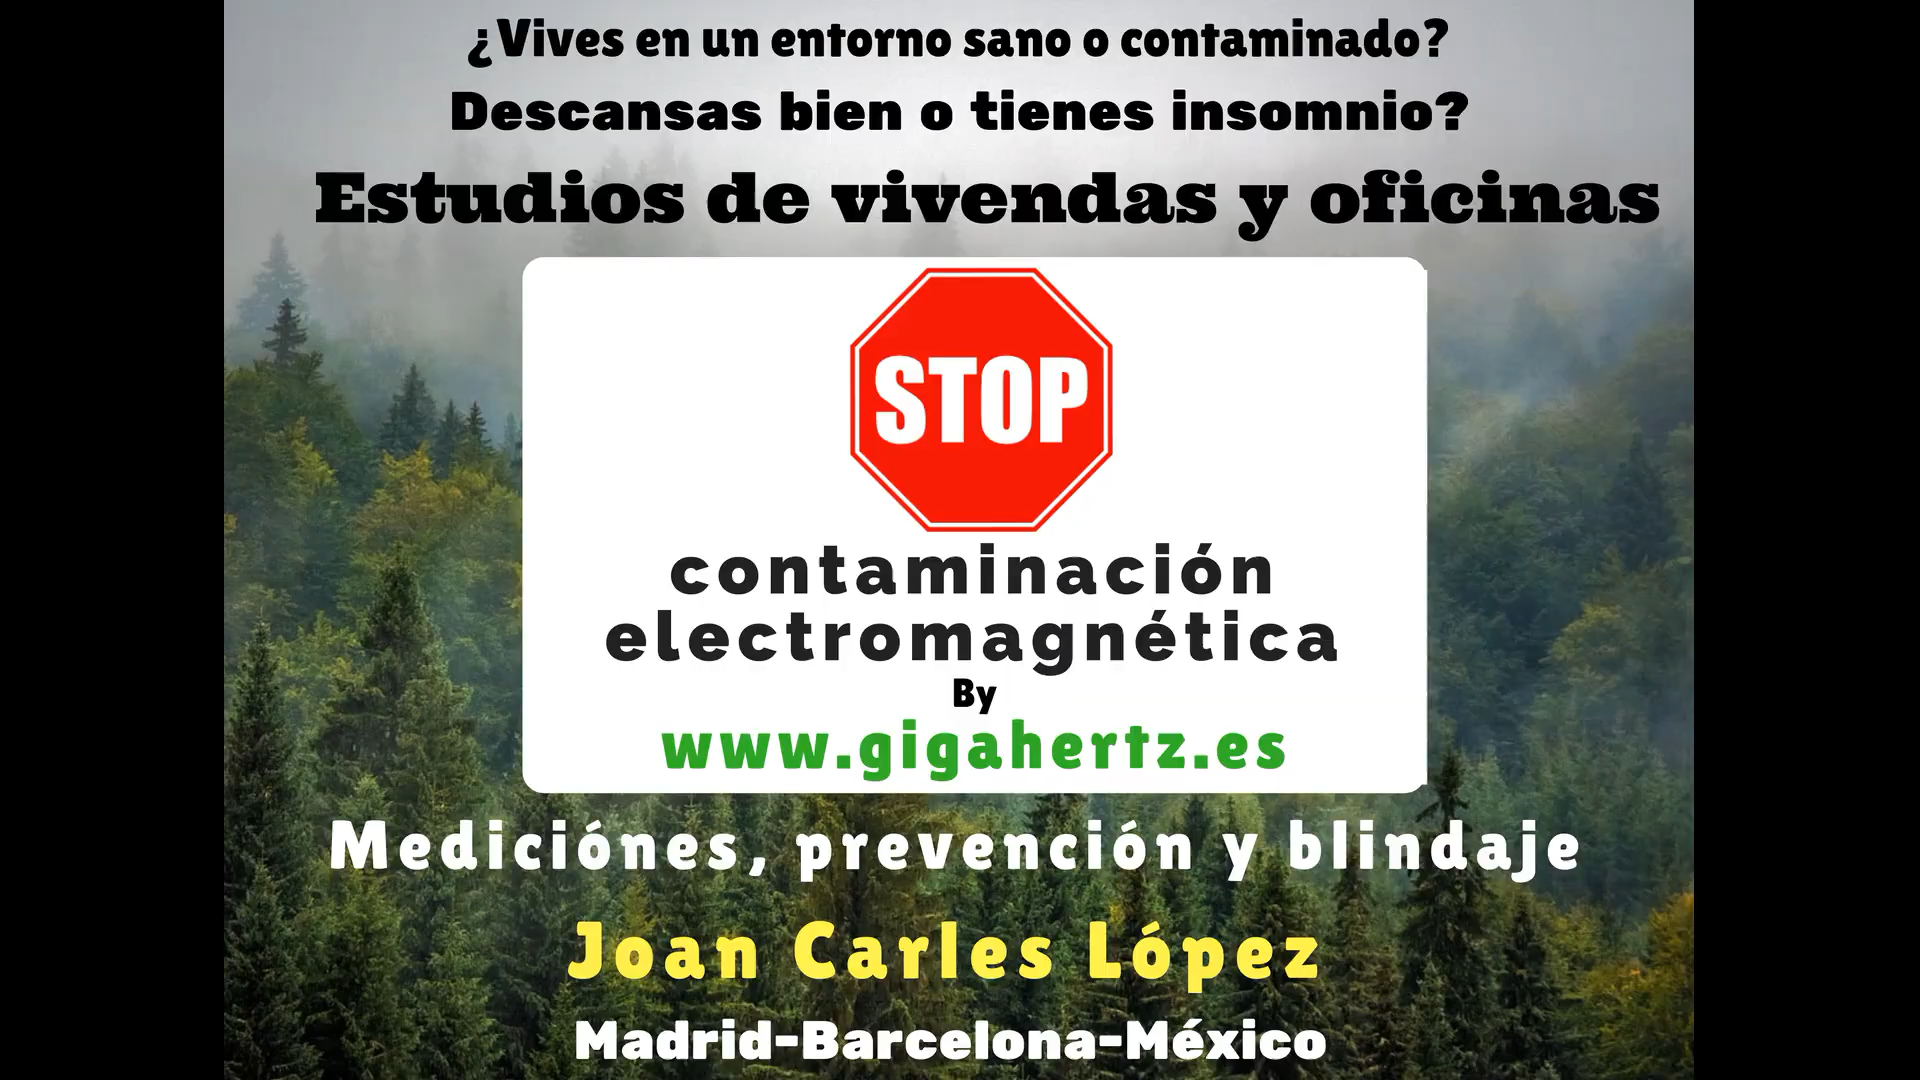 ¿Vives en un entorno sano o contaminado?
Descansas bien o tienes insomnio?
Estudios de vivendas y oficinas
STOP
contaminación
electromagnética
By
www.gigahertz.es
Mediciónes, prevención y blindaje
Joan Carles López
Madrid-Barcelona-México